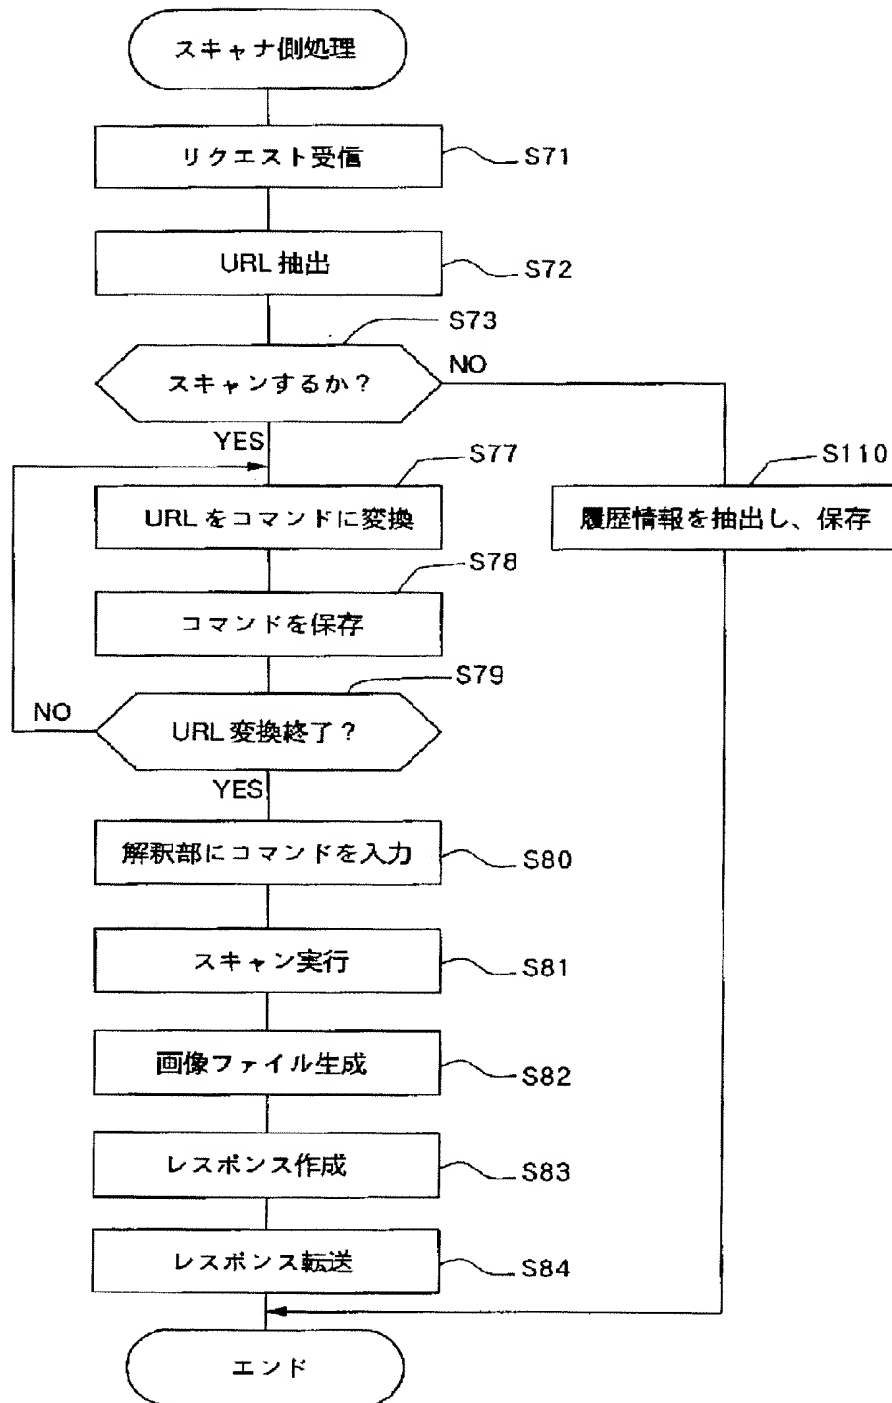 スキャナ側処理
リクエスト受信
S71
URL 抽出
S72
S73
スキャンするか？
NO
YES
S77
URL をコマンドに変換
S110
履歴情報を抽出し、保存
S78
コマンドを保存
S79
NO
URL 変換終了？
YES
解釈部にコマンドを入力
S80
スキャン実行
S81
画像ファイル生成
S82
レスポンス作成
S83
レスポンス転送
S84
エンド